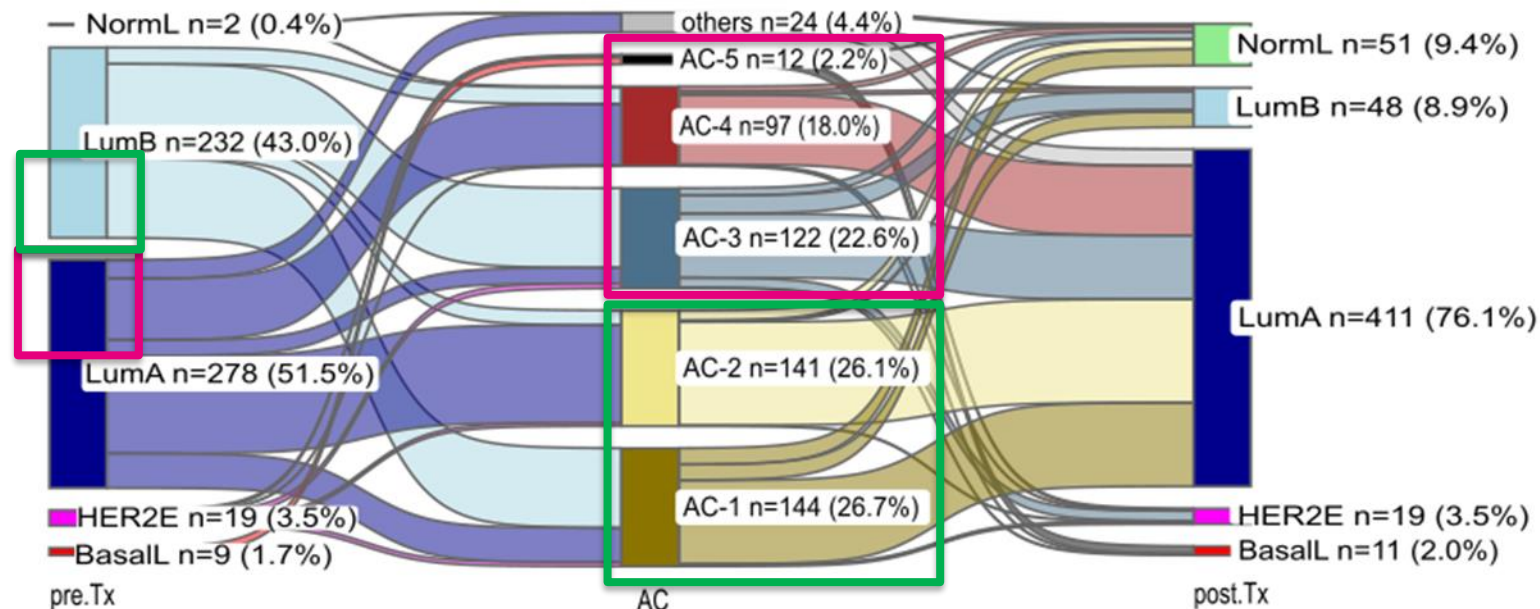 NormL n=2 (0.4%)
LumB n=232 (43.0%)
LumA n=278 (51.5%)
HER2E n=19 (3.5%)
BasalL n=9 (1.7%)
pre.Tx
others n=24 (4.4%)
AC-5 n=12 (2.2%)
AC-4 n=97 (18.0%)
AC-3 n=122 (22.6%)
AC-2 n=141 (26.1%)
AC-1 n=144 (26.7%)
AC
NormL n=51 (9.4%)
LumB n=48 (8.9%)
LumA n=411 (76.1%)
HER2E n=19 (3.5%)
BasalL n=11 (2.0%)
post.Tx